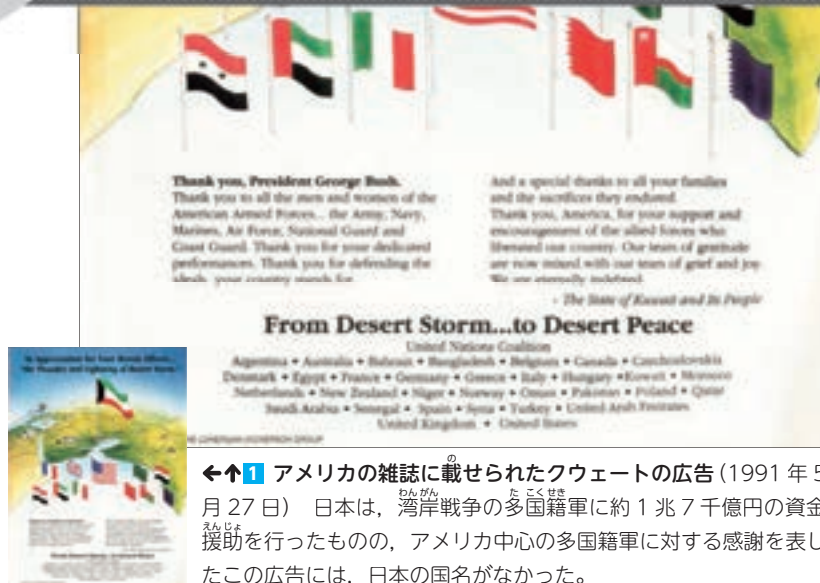 Thank you, President George Bush.
Thank you to all the men and women of the
American Armed Forces... the Army, Navy,
Marines, Air Force, National Guard and
Coast Guard. Thank you for your dedicated
performances. Thank you for defending the
ideals your country stands for.
And a special thanks to all your families
and the sacrifices they endured.
Thank you, America, for your support and
encouragement of the allied forces who
liberated our country. Our tears of gratitude
are now mixed with our tears of grief and joy.
We are eternally indebted.
- The State of Kuwait and Its People
From Desert Storm...to Desert Peace
United Nations Coalition
Argentina • Australia • Bahrain • Bangladesh • Belgium • Canada • Czechoslovakia
Denmark • Egypt • France • Germany • Greece • Italy • Hungary • Kuwait • Morocco
Netherlands • New Zealand • Niger • Norway • Oman • Pakistan • Poland • Qatar
Saudi Arabia • Senegal • Spain • Syria • Turkey • United Arab Emirates
United Kingdom • United States
←↑1 アメリカの雑誌に載せられたクウェートの広告(1991年5
月27日) 日本は,湾岸戦争の多国籍軍に約1兆7千億円の資金
援助を行ったものの,アメリカ中心の多国籍軍に対する感謝を表し
たこの広告には,日本の国名がなかった。